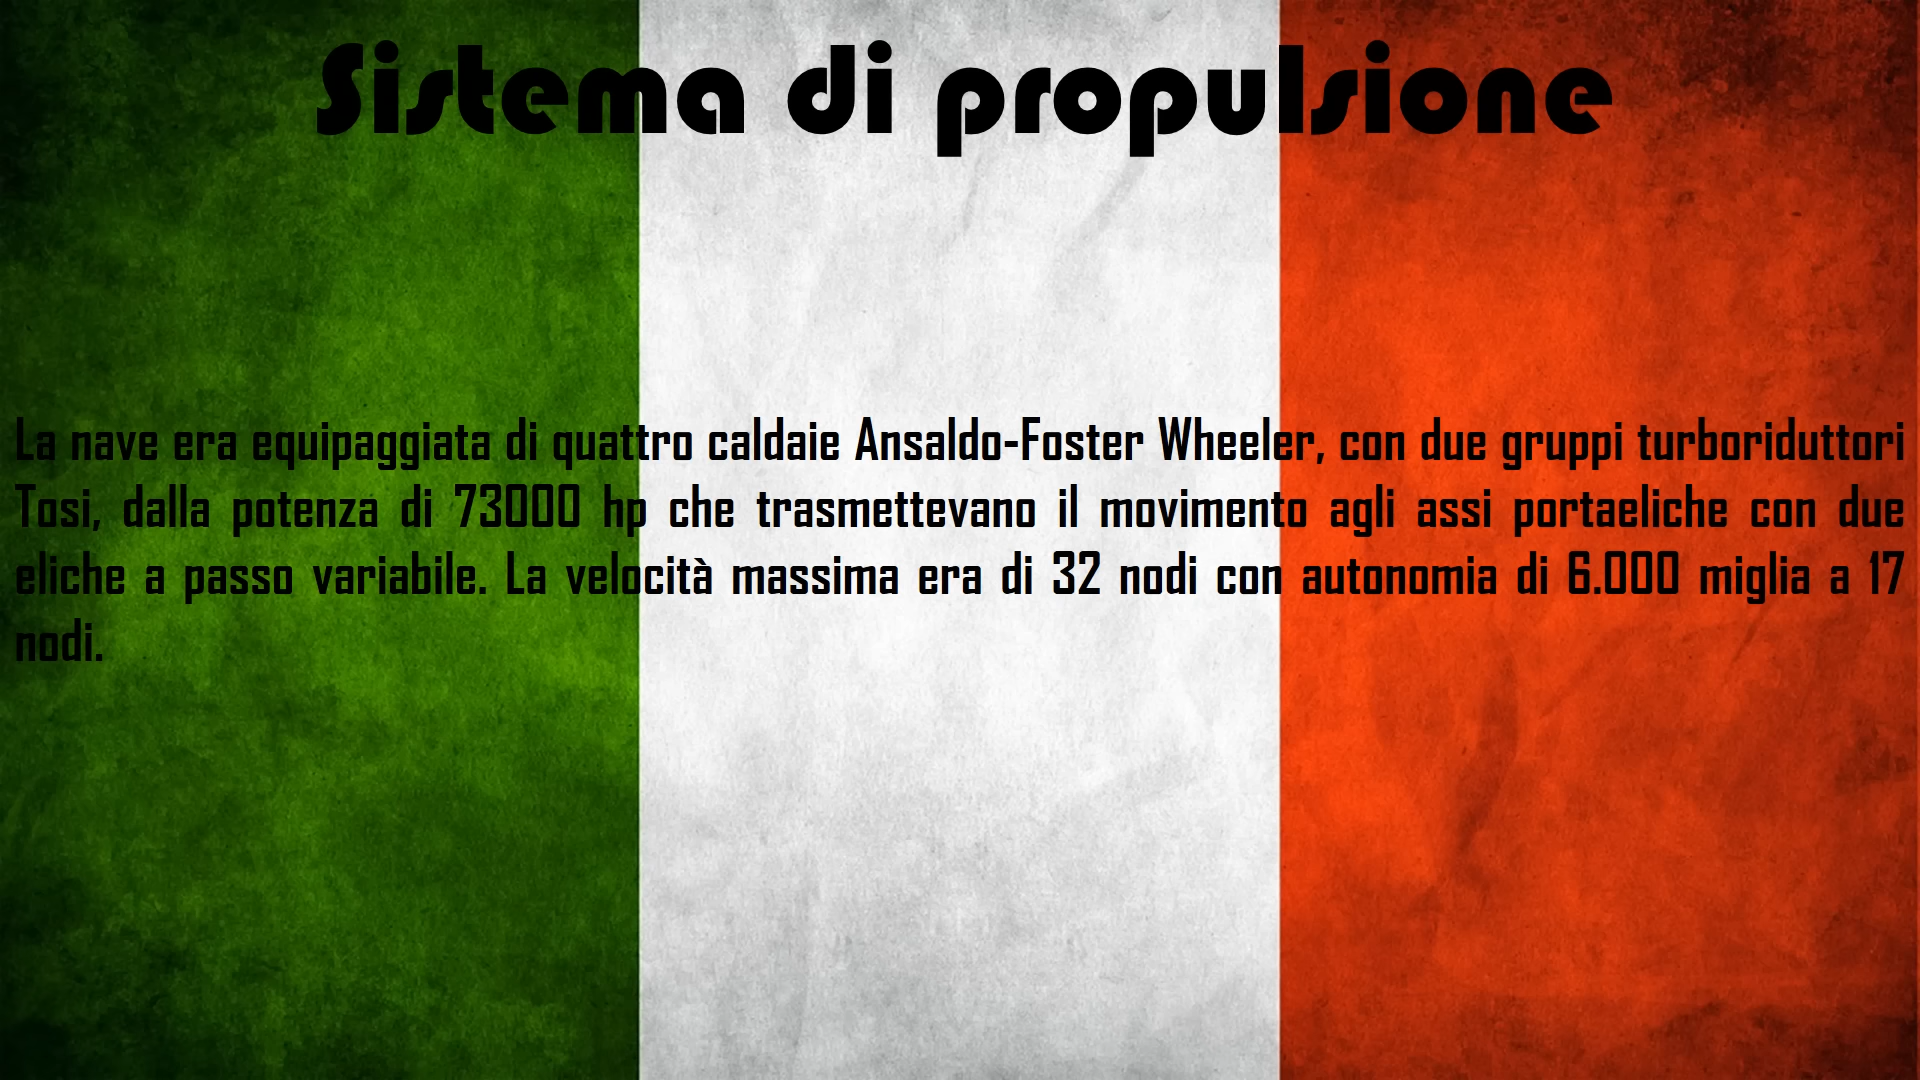 Sistema di propulsione
La nave era equipaggiata di quattro caldaie Ansaldo-Foster Wheeler, con due gruppi turboriduttori
Tosi, dalla potenza di 73000 hp che trasmettevano il movimento agli assi portaeliche con due
eliche a passo variabile. La velocità massima era di 32 nodi con autonomia di 6.000 miglia a 17
nodi.